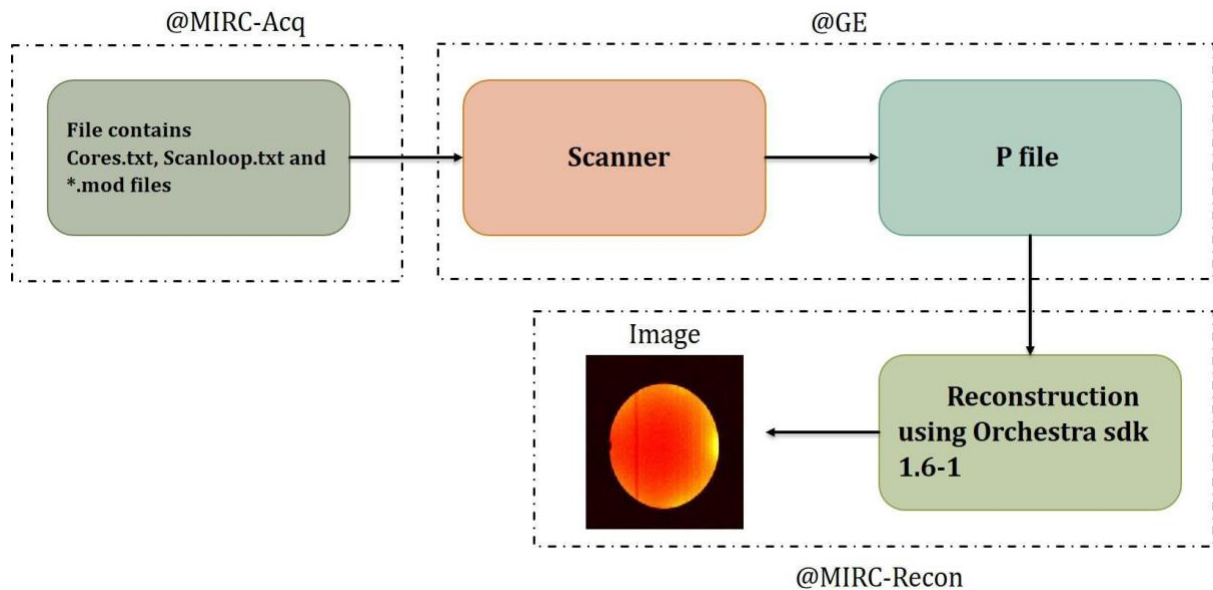 @MIRC-Acq
@GE
File contains
Cores.txt, Scanloop.txt and
*.mod files
Scanner
P file
Image
Reconstruction
using Orchestra sdk
1.6-1
@MIRC-Recon